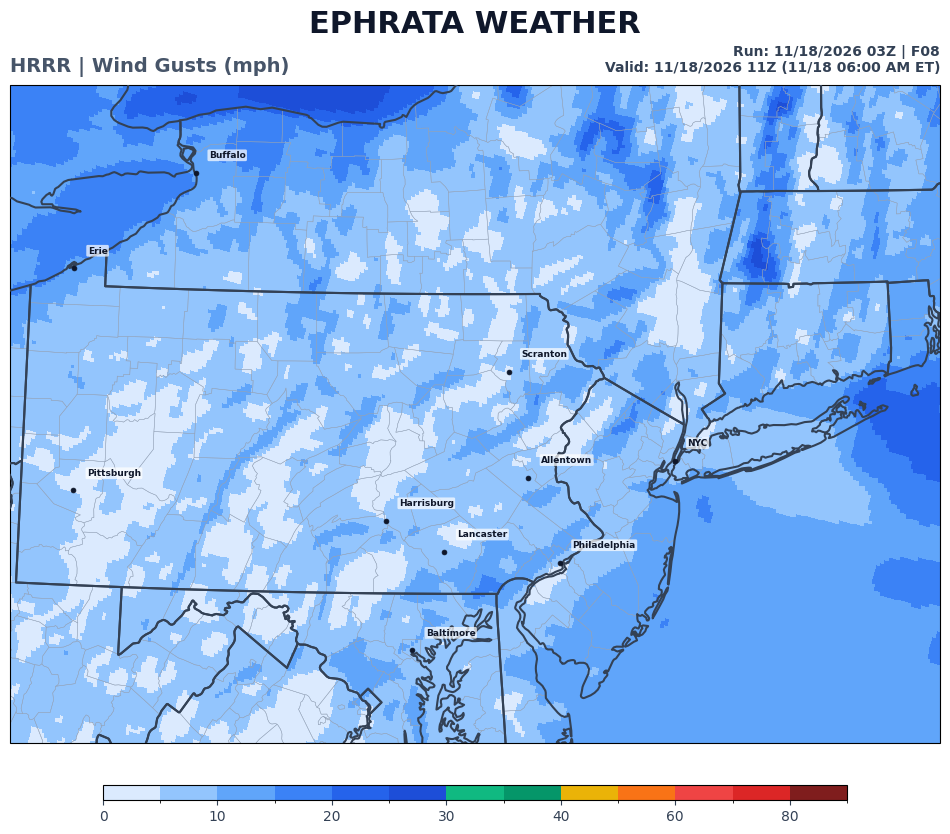 EPHRATA WEATHER
HRRR | Wind Gusts (mph)
Run: 11/18/2026 03Z | F08
Valid: 11/18/2026 11Z (11/18 06:00 AM ET)
Buffalo
Erie
Scranton
NYC
Allentown
Pittsburgh
Harrisburg
Lancaster
Philadelphia
Baltimore
0 10 20 30 40 50 60 70 80